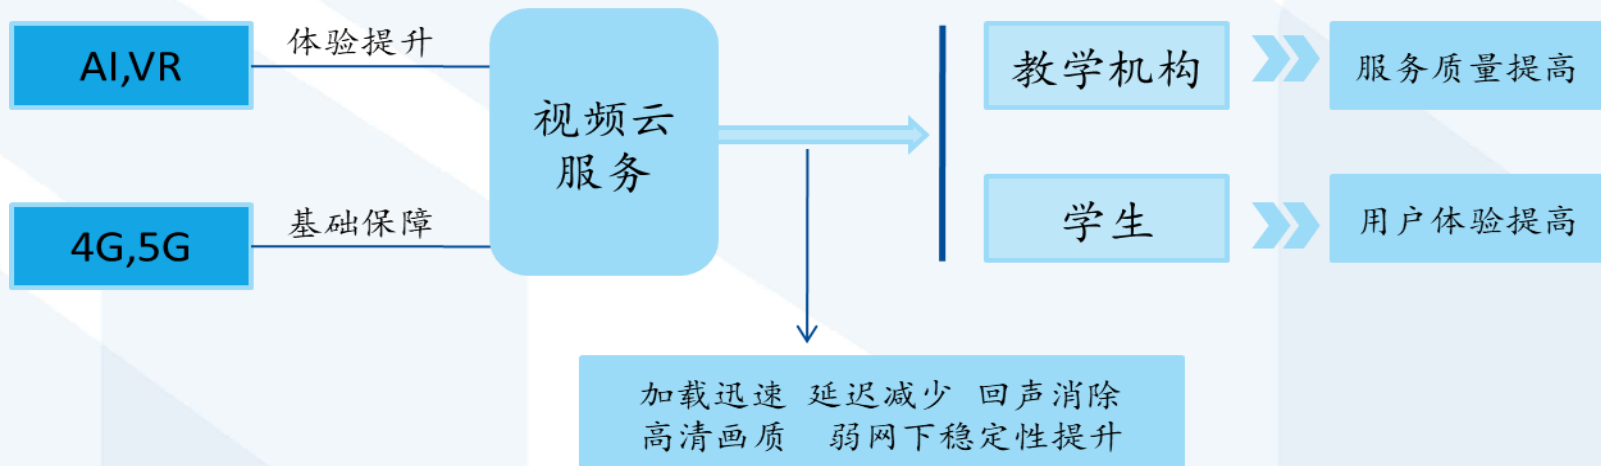 AI,VR
体验提升
4G,5G
基础保障
视频云
服务
教学机构
服务质量提高
学生
用户体验提高
加载迅速 延迟减少 回声消除
高清画质 弱网下稳定性提升